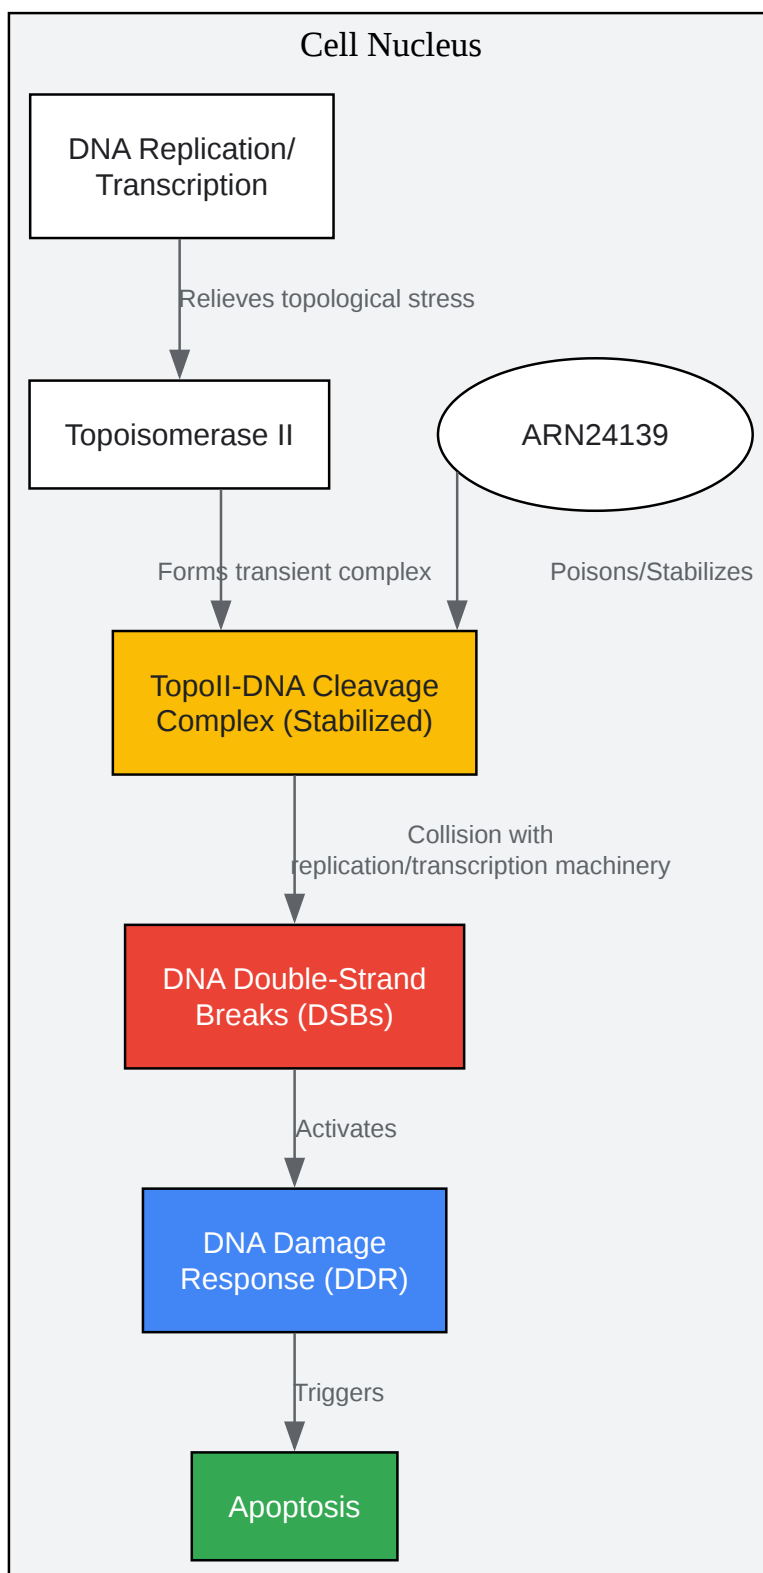 Cell Nucleus
DNA Replication/
Transcription
Relieves topological stress
Topoisomerase II
ARN24139
Forms transient complex
Poisons/Stabilizes
TopoII-DNA Cleavage
Complex (Stabilized)
Collision with
replication/transcription machinery
DNA Double-Strand
Breaks (DSBs)
Activates
DNA Damage
Response (DDR)
Triggers
Apoptosis